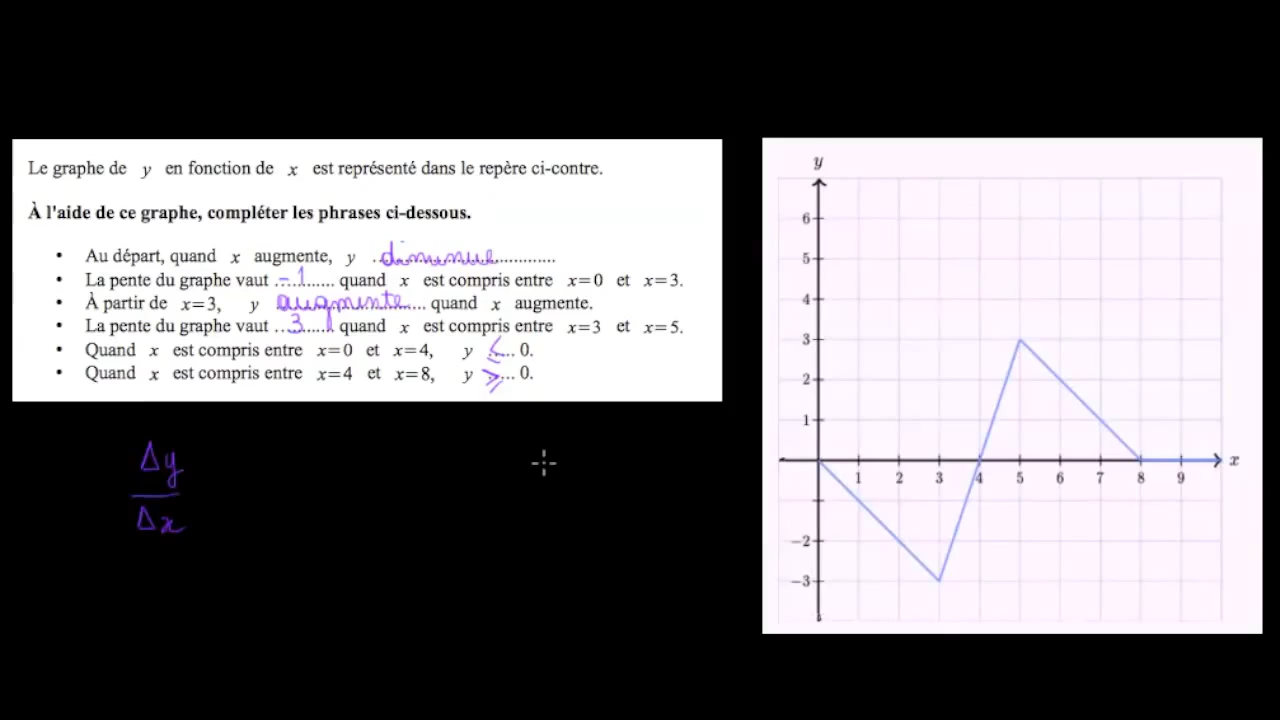 Le graphe de y en fonction de x est représenté dans le repère ci-contre.
À l'aide de ce graphe, compléter les phrases ci-dessous.
• Au départ, quand x augmente, y ..diminue..............
• La pente du graphe vaut ..-1....... quand x est compris entre x=0 et x=3.
• À partir de x=3, y augmente.... quand x augmente.
• La pente du graphe vaut ...3..... quand x est compris entre x=3 et x=5.
• Quand x est compris entre x=0 et x=4, y ≤.... 0.
• Quand x est compris entre x=4 et x=8, y ≥... 0.
Δy
Δx
y
6
5
4
3
2
1
x
1 2 3 4 5 6 7 8 9
−2
−3